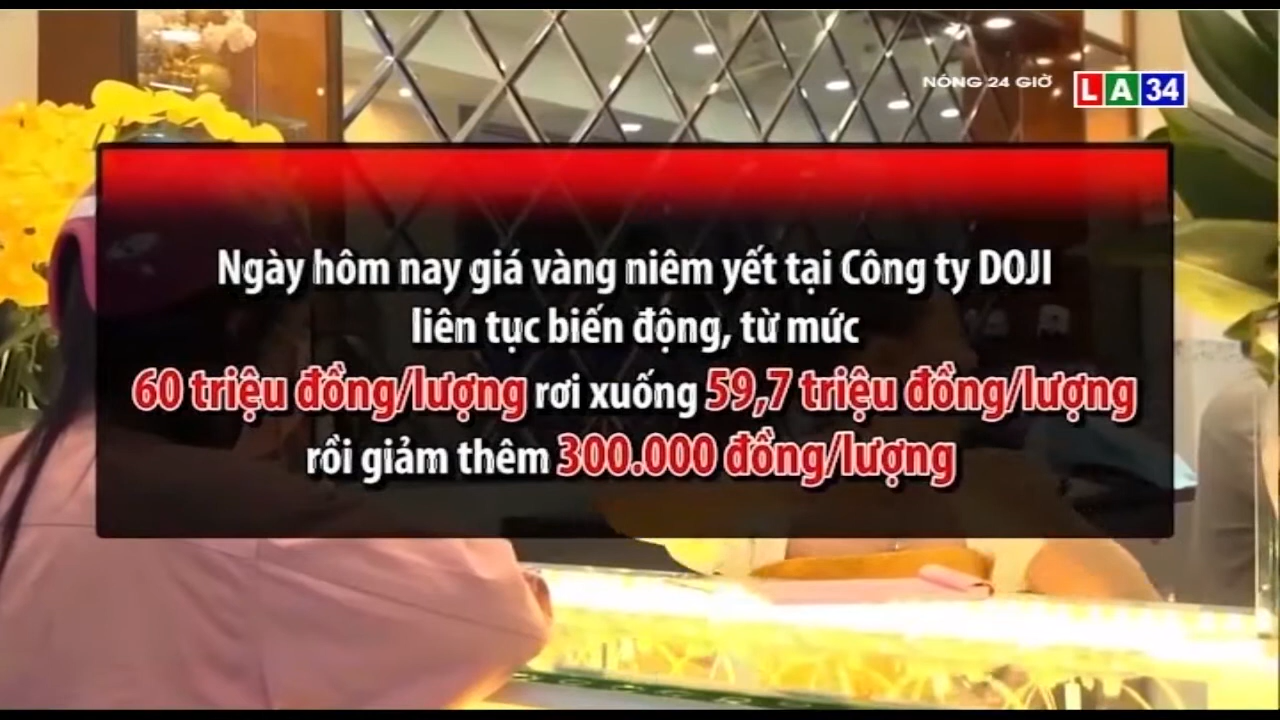 NÓNG 24 GIỜ LA34
Ngày hôm nay giá vàng niêm yết tại Công ty DOJI
liên tục biến động, từ mức
60 triệu đồng/lượng rơi xuống 59,7 triệu đồng/lượng
rồi giảm thêm 300.000 đồng/lượng